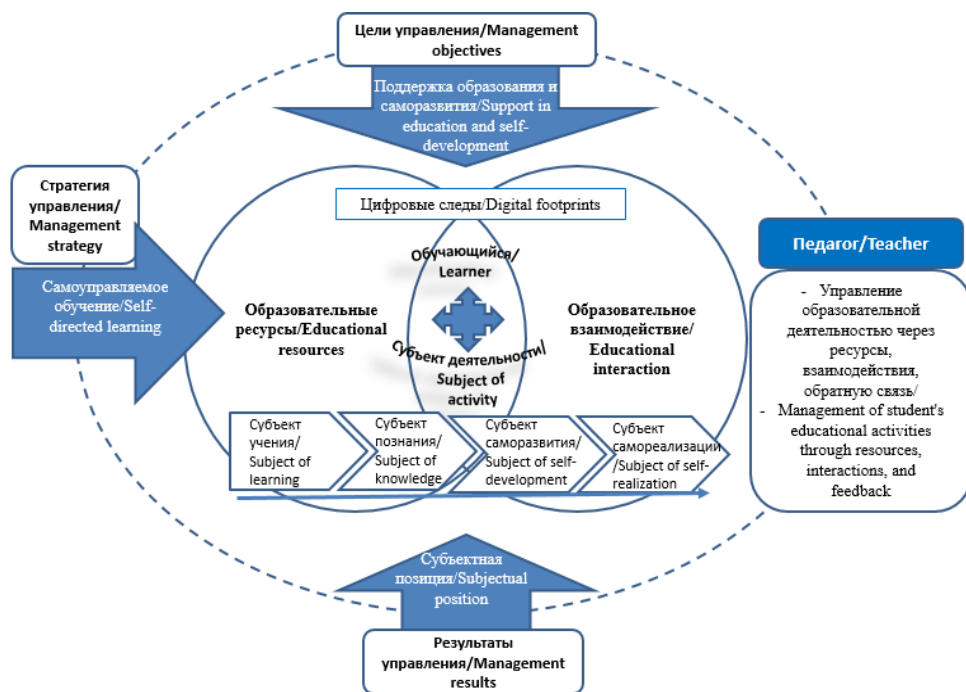 Цели управления/Management
objectives
Поддержка образования и
саморазвития/Support in
education and self-
development
Стратегия
управления/
Management
strategy
Самоуправляемое
обучение/Self-
directed learning
Цифровые следы/Digital footprints
Обучающийся/
Learner
Образовательные
ресурсы/Educational
resources
Образовательное
взаимодействие/
Educational
interaction
Субъект деятельности/
Subject of
activity
Субъект
учения/
Subject of
learning
Субъект
познания/
Subject of
knowledge
Субъект
саморазвития/
Subject of self-
development
Субъект
самореализации
/Subject of self-
realization
Педагог/Teacher
- Управление
образовательной
деятельностью через
ресурсы,
взаимодействия,
обратную связь/
- Management of student's
educational activities
through resources,
interactions, and
feedback
Субъектная
позиция/Subjectual
position
Результаты
управления/Management
results